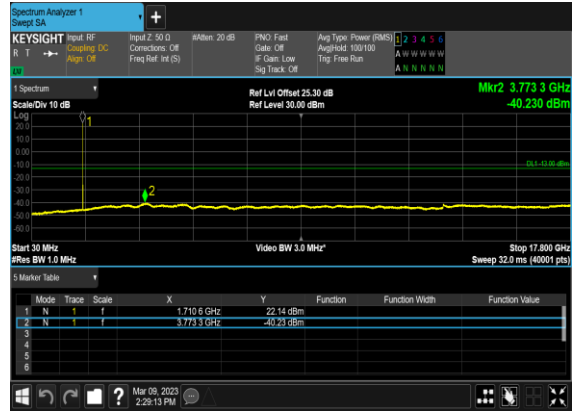 Spectrum Analyzer 1
Swept SA
+
KEYSIGHT
R T
Input: RF
Coupling: DC
Align: Off
Input Z: 50 Ω
Corrections: Off
Freq Ref: Int (S)
#Atten: 20 dB
PNO: Fast
Gate: Off
IF Gain: Low
Sig Track: Off
Avg Type: Power (RMS)
Avg|Hold: 100/100
Trig: Free Run
1 2 3 4 5 6
A W W W W W
A N N N N N
1 Spectrum
Scale/Div 10 dB
Ref Lvl Offset 25.30 dB
Ref Level 30.00 dBm
Mkr2 3.773 3 GHz
-40.230 dBm
Log
20.0
10.0
0.00
-10.0
-20.0
-30.0
-40.0
-50.0
-60.0
1
2
DL1 -13.00 dBm
Start 30 MHz
#Res BW 1.0 MHz
Video BW 3.0 MHz*
Stop 17.800 GHz
Sweep 32.0 ms (40001 pts)
5 Marker Table
Mode Trace Scale X Y Function Function Width Function Value
1 N 1 f 1.710 6 GHz 22.14 dBm
2 N 1 f 3.773 3 GHz -40.23 dBm
3
4
5
6
?
Mar 09, 2023
2:29:13 PM